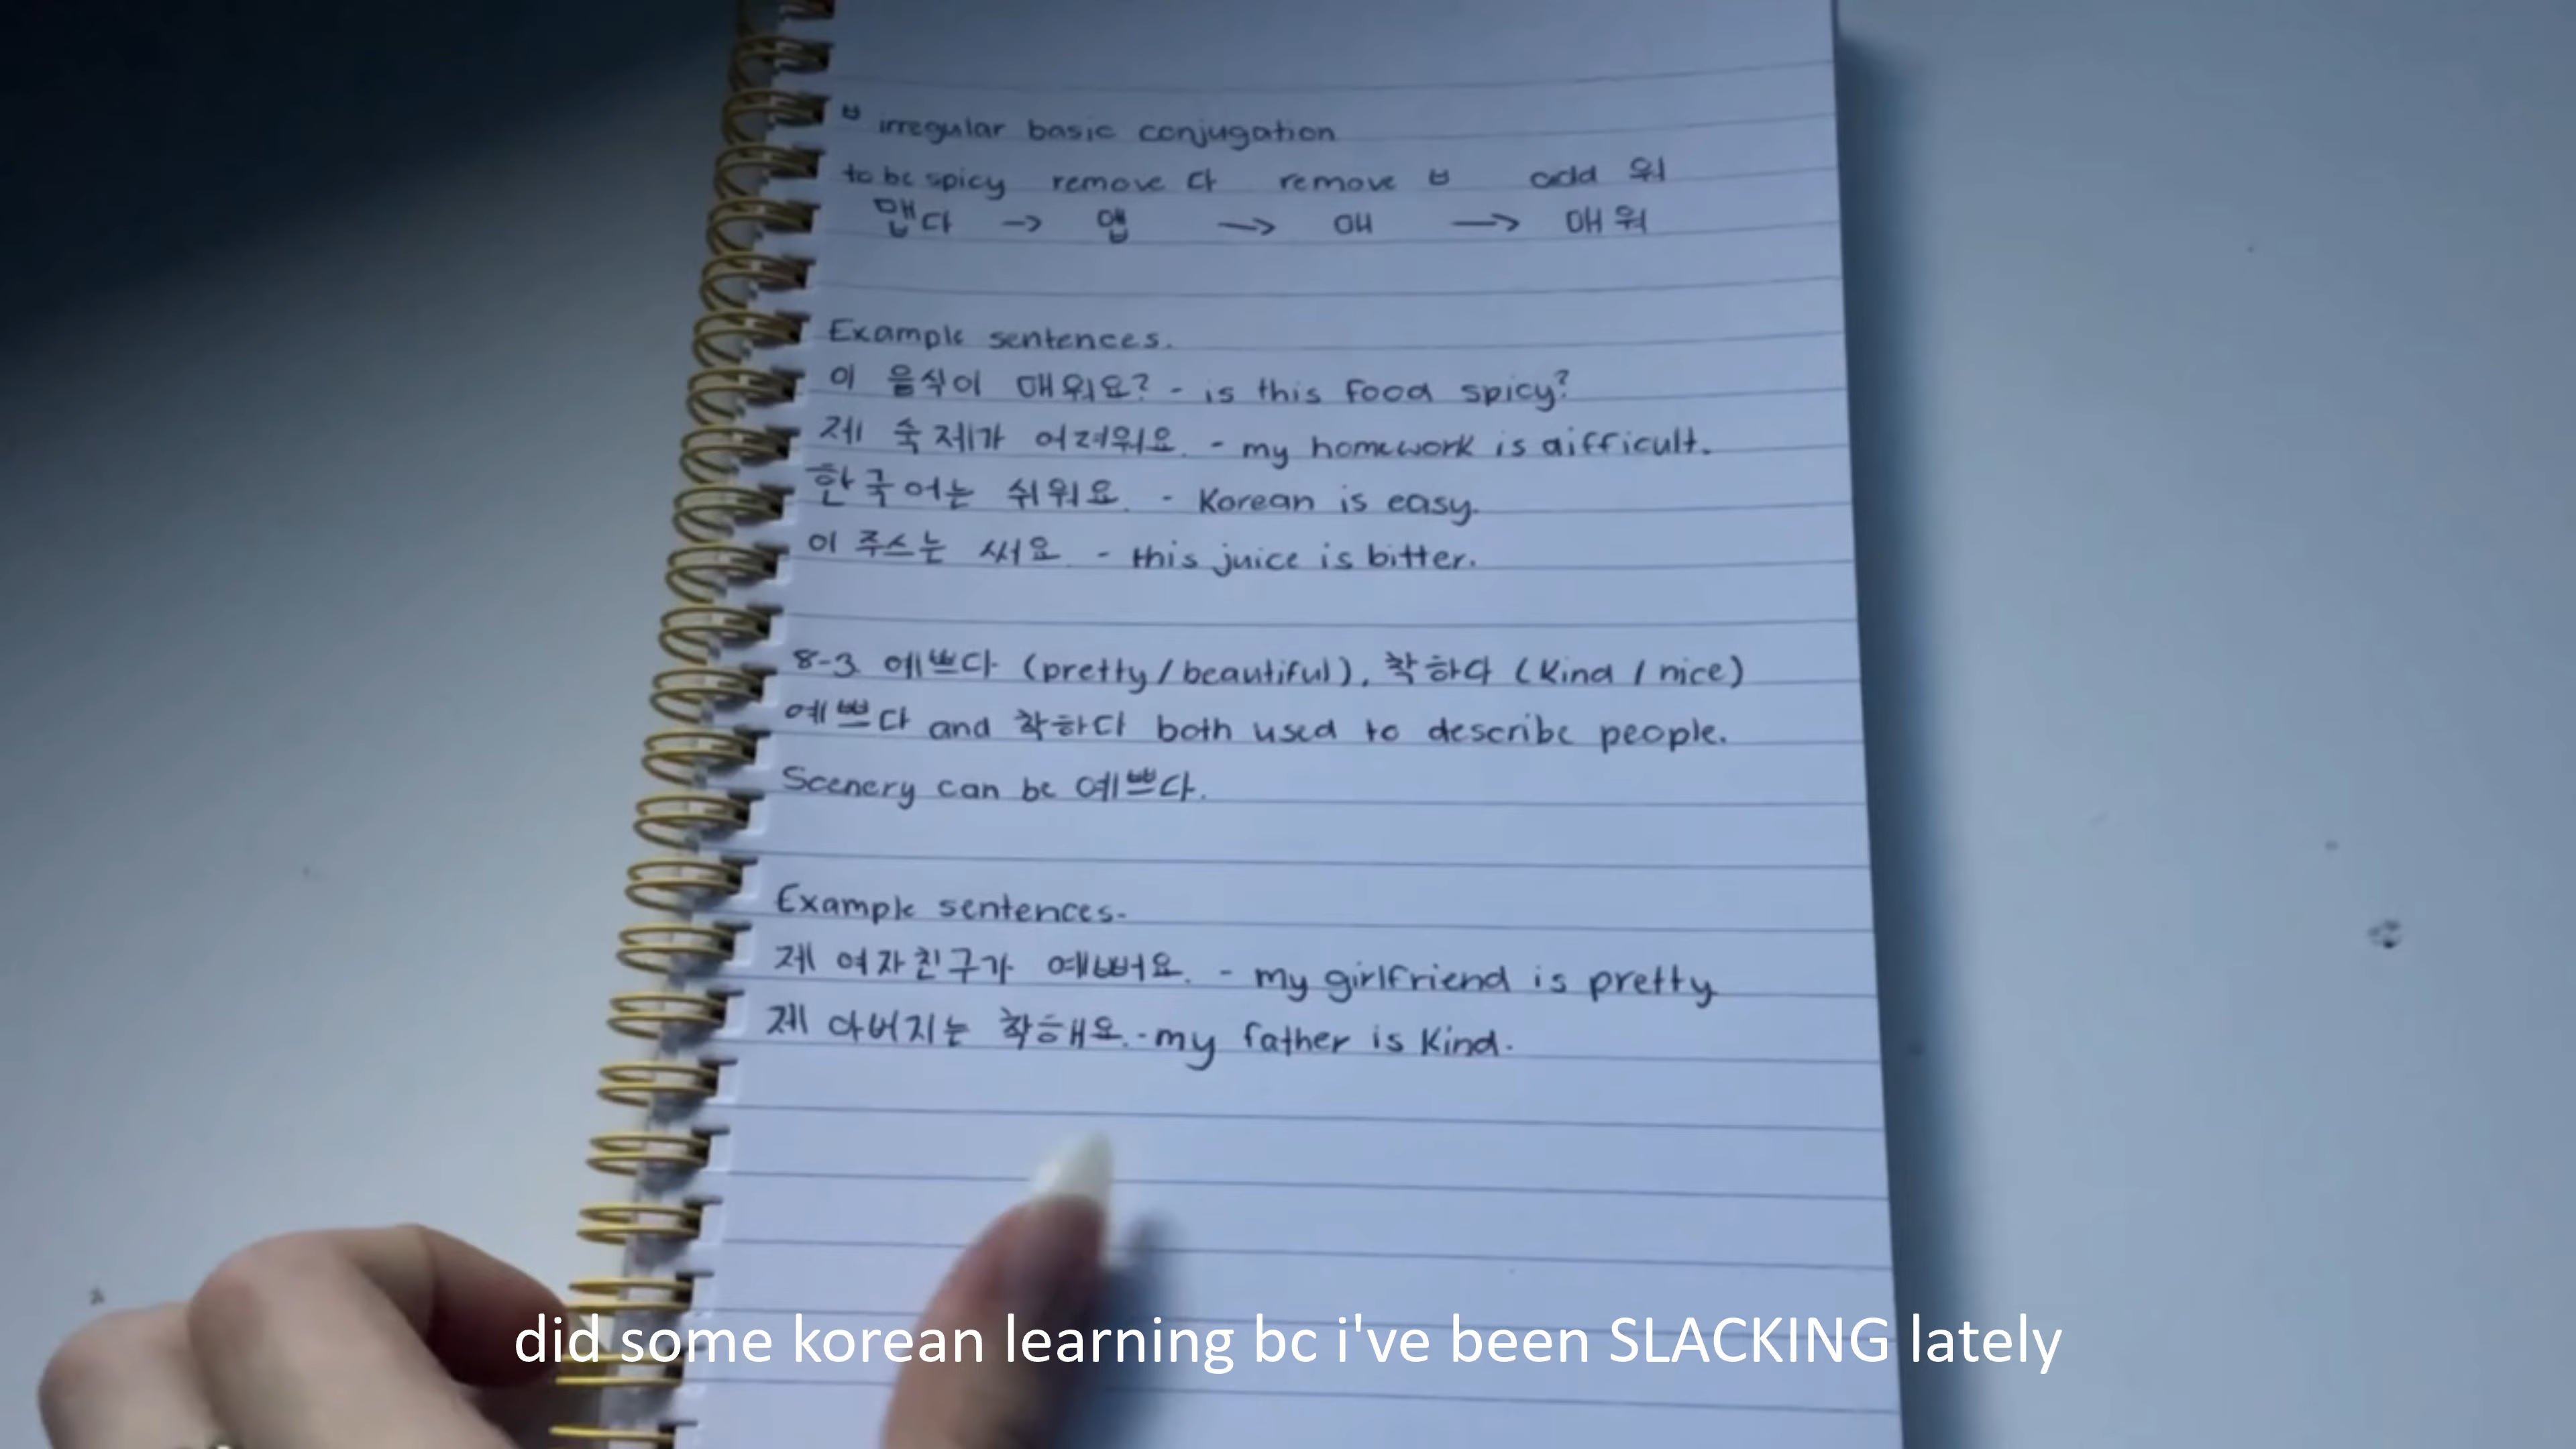 ㅂ irregular basic conjugation
to be spicy remove 다 remove ㅂ add 워
맵다 -> 맵 -> 매 -> 매워
Example sentences.
이 음식이 매워요? - is this food spicy?
제 숙제가 어려워요. - my homework is difficult.
한국어는 쉬워요. - Korean is easy.
이 주스는 써요. - this juice is bitter.
8-3 예쁘다 (pretty/beautiful), 착하다 (kind / nice)
예쁘다 and 착하다 both used to describe people.
Scenery can be 예쁘다.
Example sentences-
제 여자친구가 예뻐요. - my girlfriend is pretty
제 아버지는 착해요. - my father is kind.
did some korean learning bc i've been SLACKING lately